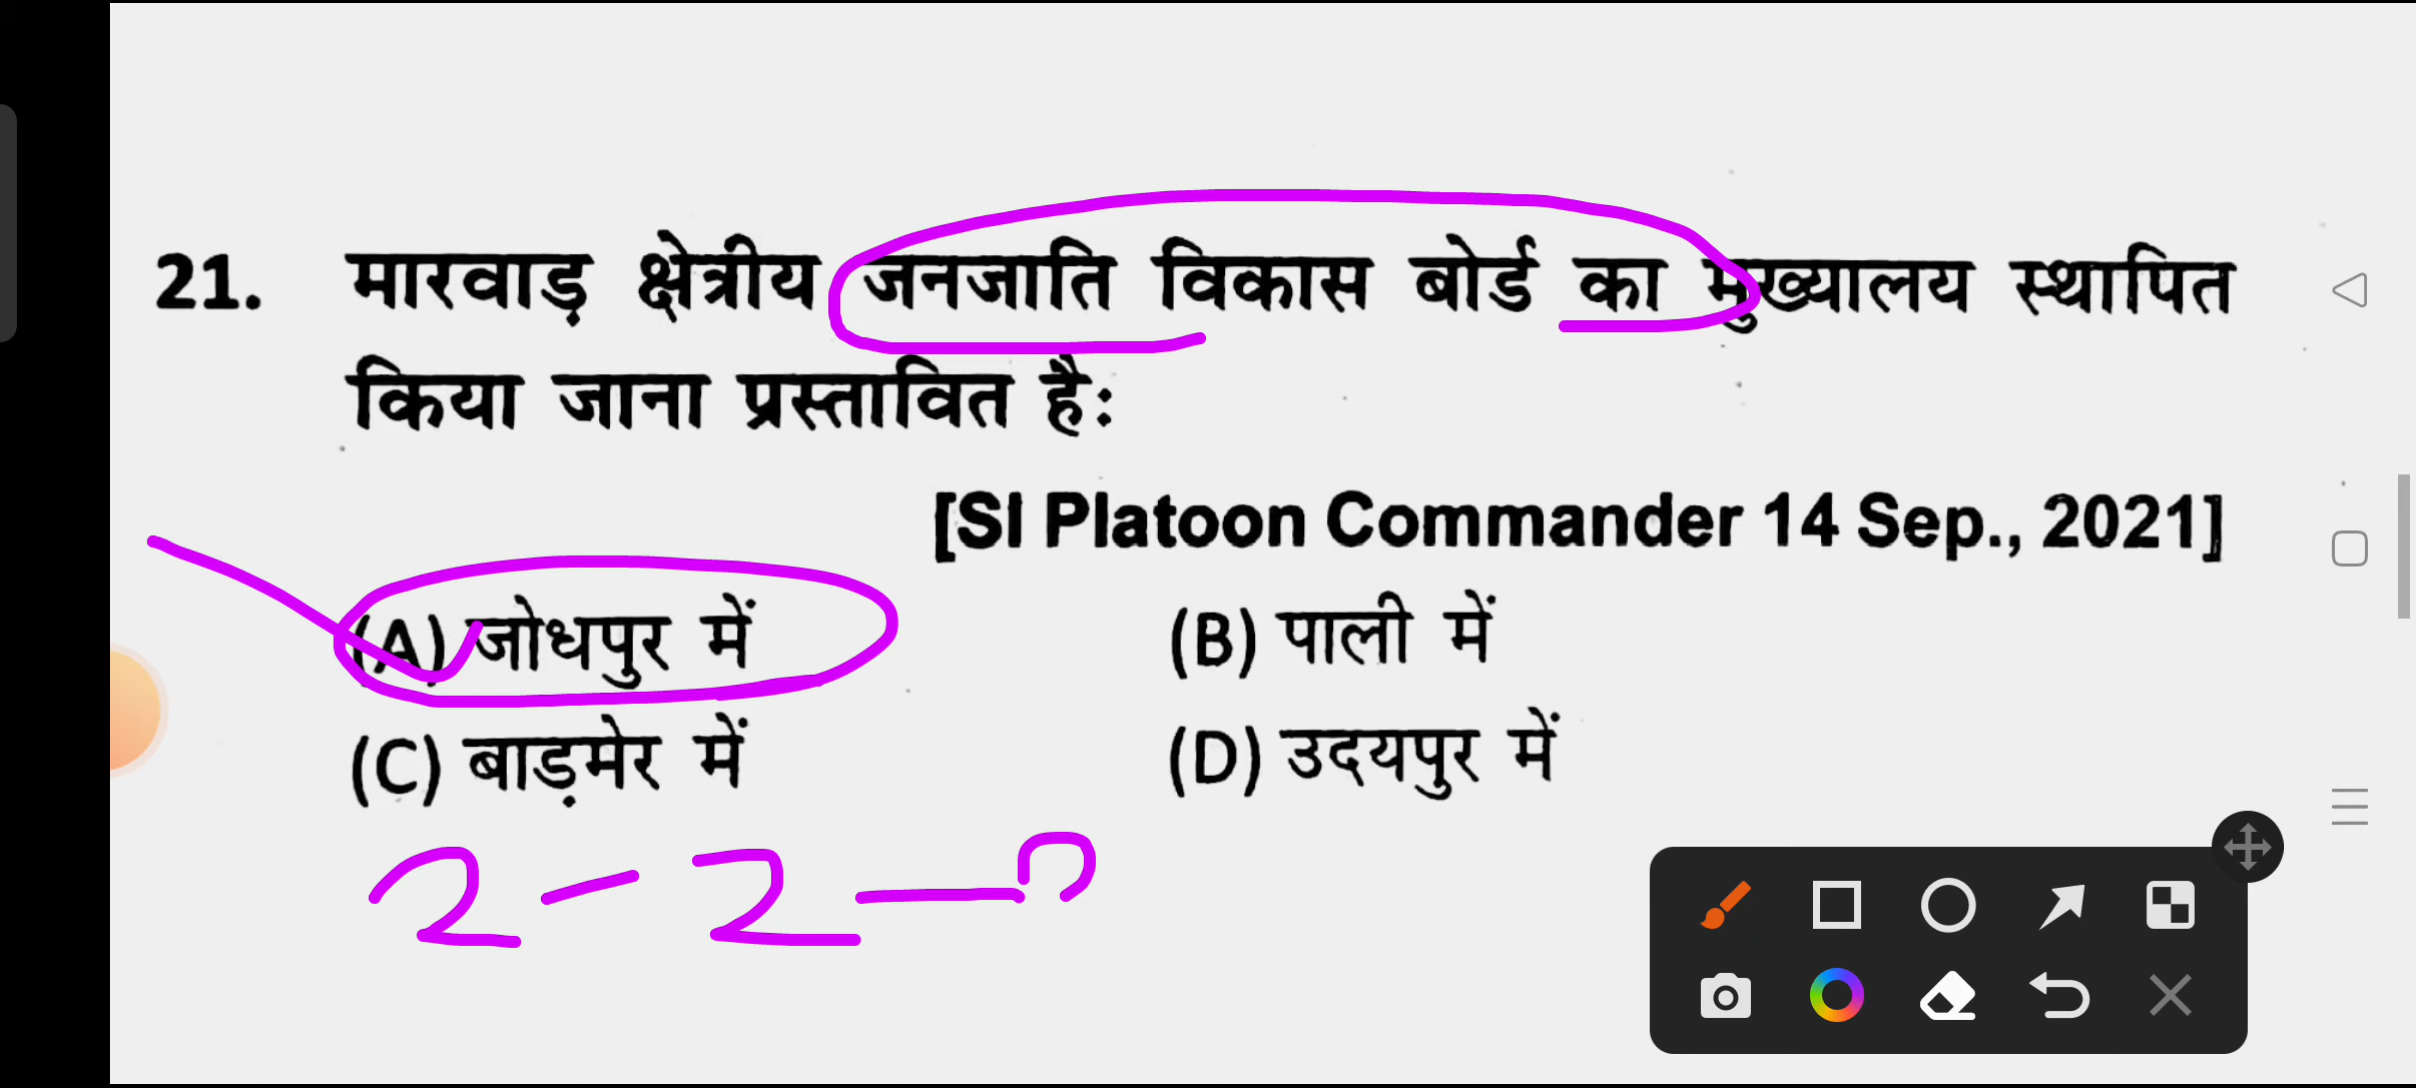 21. मारवाड़ क्षेत्रीय जनजाति विकास बोर्ड का मुख्यालय स्थापित
किया जाना प्रस्तावित है:
[SI Platoon Commander 14 Sep., 2021]
(A) जोधपुर में (B) पाली में
(C) बाड़मेर में (D) उदयपुर में
2 - 2 -